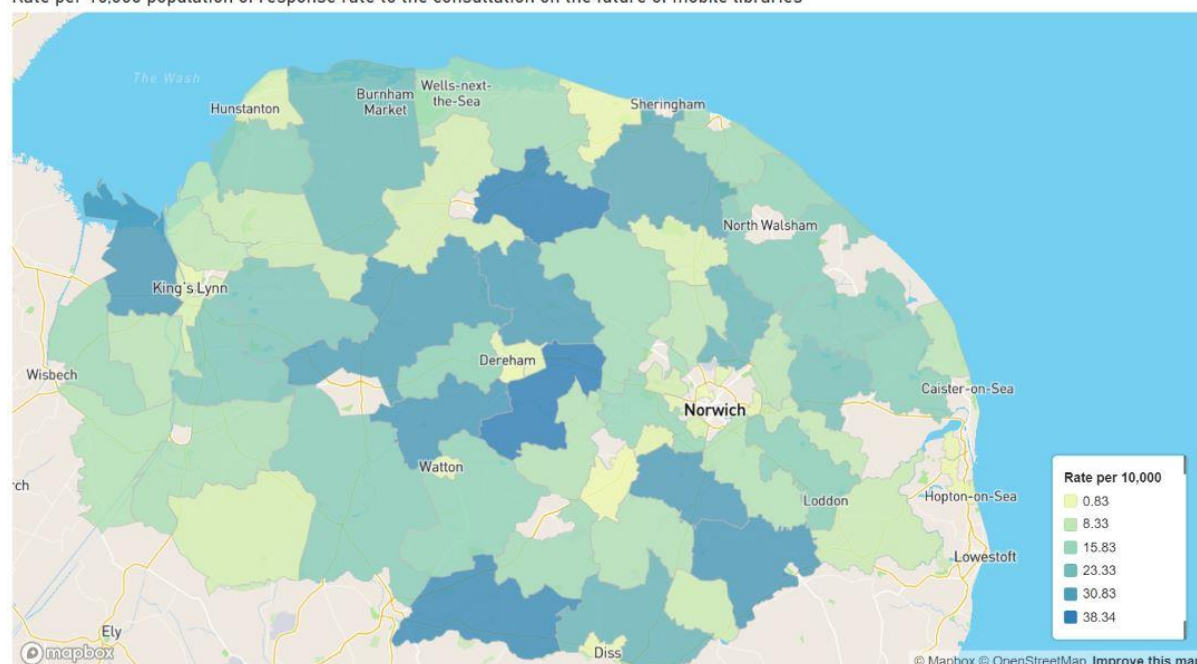 Rate per 10,000 population of response rate to the consultation on the future of mobile libraries
The Wash
Hunstanton
Burnham
Market
Wells-next-
the-Sea
Sheringham
North Walsham
King's Lynn
Wisbech
Dereham
Norwich
Caister-on-Sea
Watton
rch
Loddon
Hopton-on-Sea
Lowestoft
Ely
Diss
Rate per 10,000
0.83
8.33
15.83
23.33
30.83
38.34
mapbox
© Mapbox © OpenStreetMap Improve this map